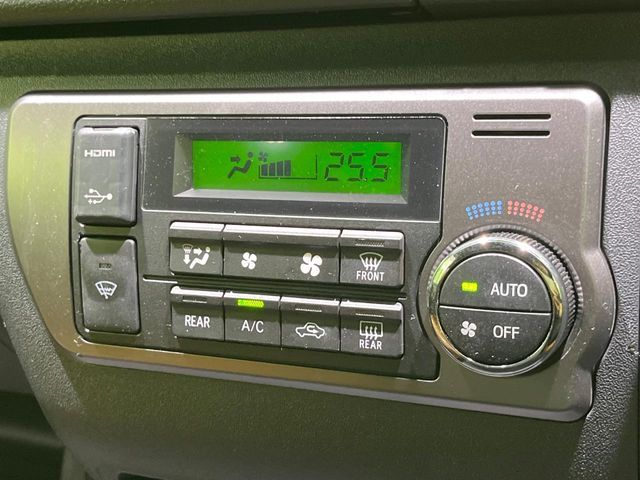 HDMI
25.5
FRONT
AUTO
REAR
A/C
REAR
OFF